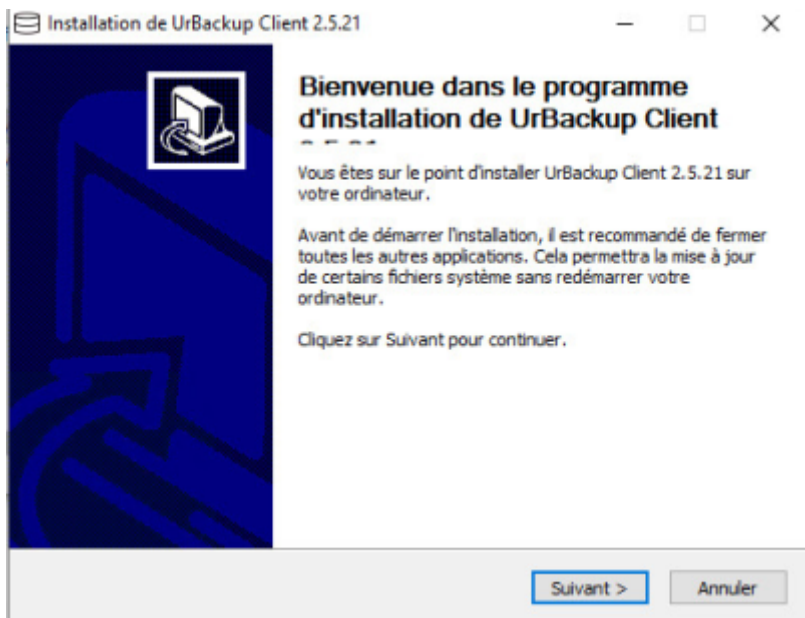 Installation de UrBackup Client 2.5.21
Bienvenue dans le programme
d'installation de UrBackup Client
Vous êtes sur le point d'installer UrBackup Client 2.5.21 sur
votre ordinateur.
Avant de démarrer l'installation, il est recommandé de fermer
toutes les autres applications. Cela permettra la mise à jour
de certains fichiers système sans redémarrer votre
ordinateur.
Cliquez sur Suivant pour continuer.
Suivant >
Annuler